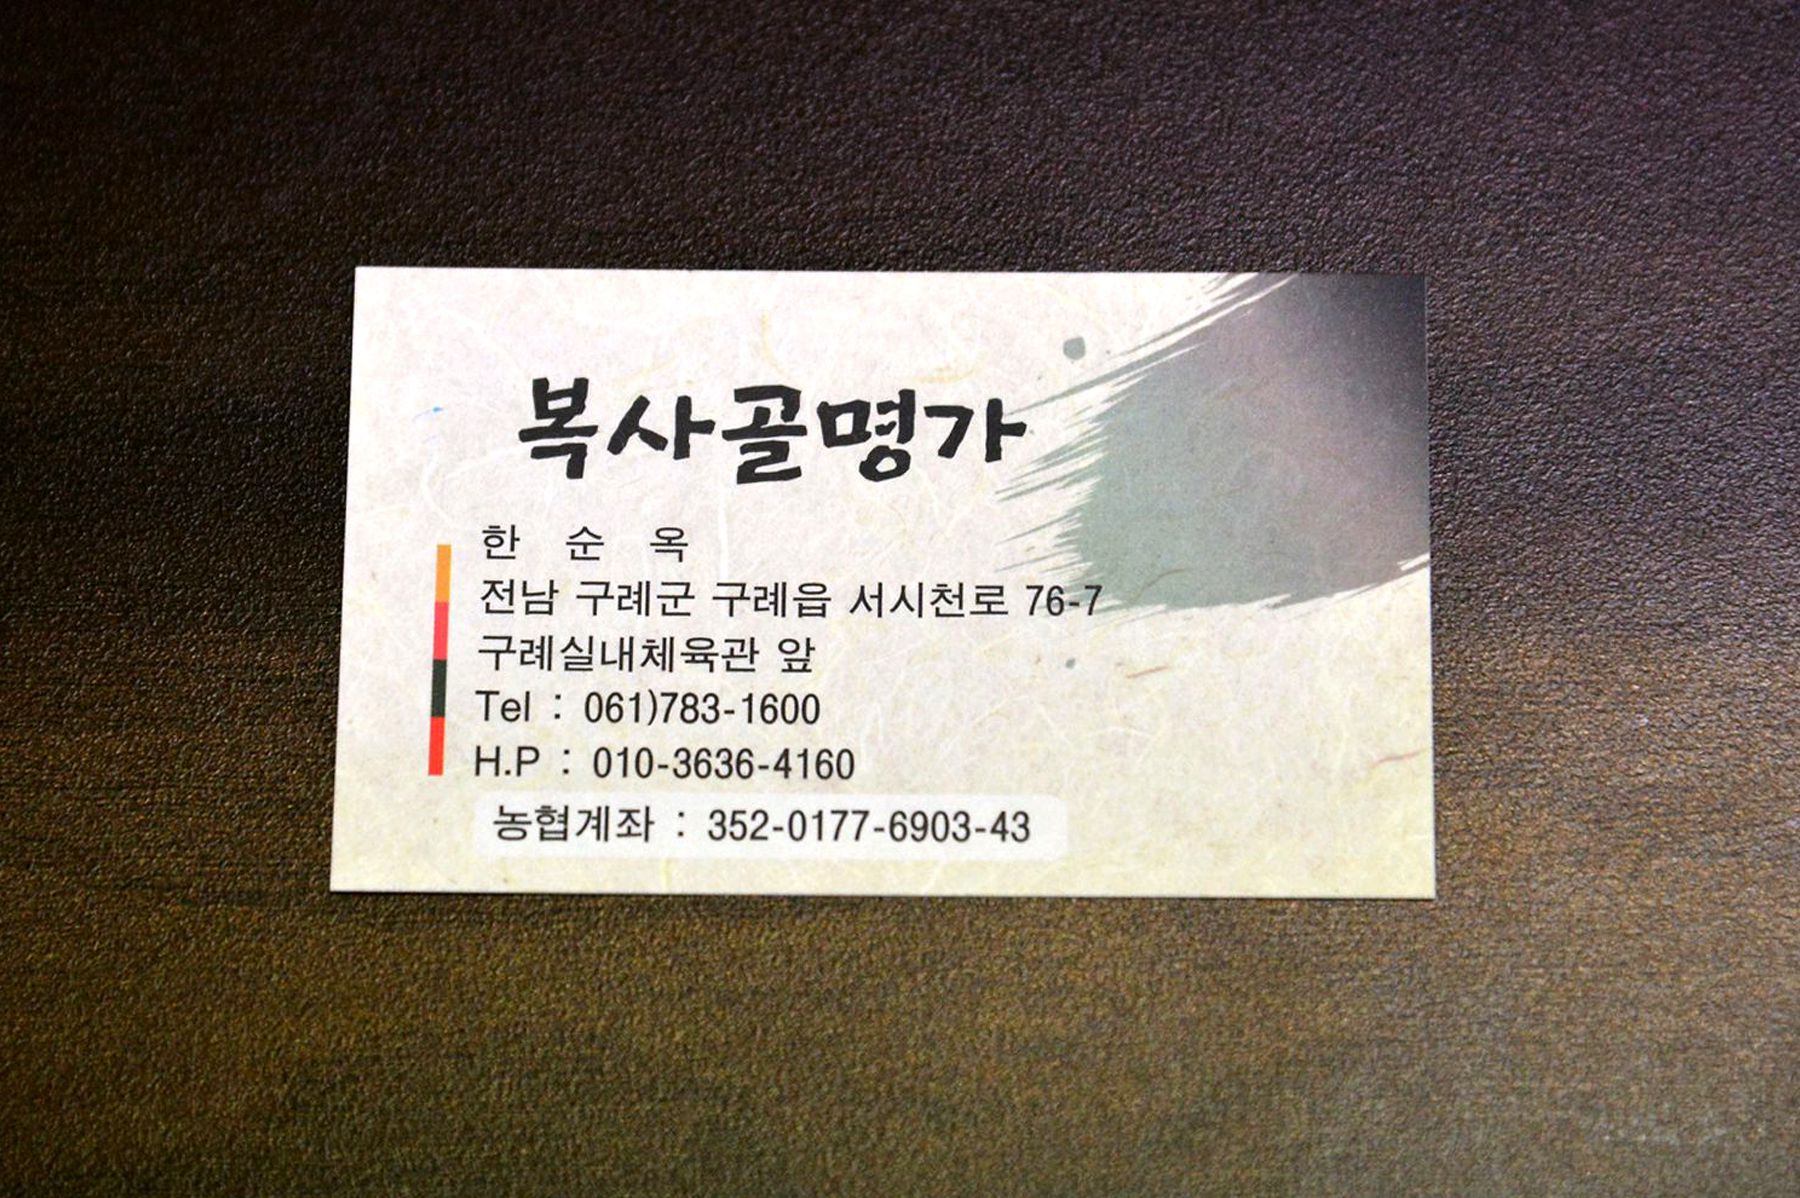 복사골명가
한 순 옥
전남 구례군 구례읍 서시천로 76-7
구례실내체육관 앞
Tel : 061)783-1600
H.P : 010-3636-4160
농협계좌 : 352-0177-6903-43